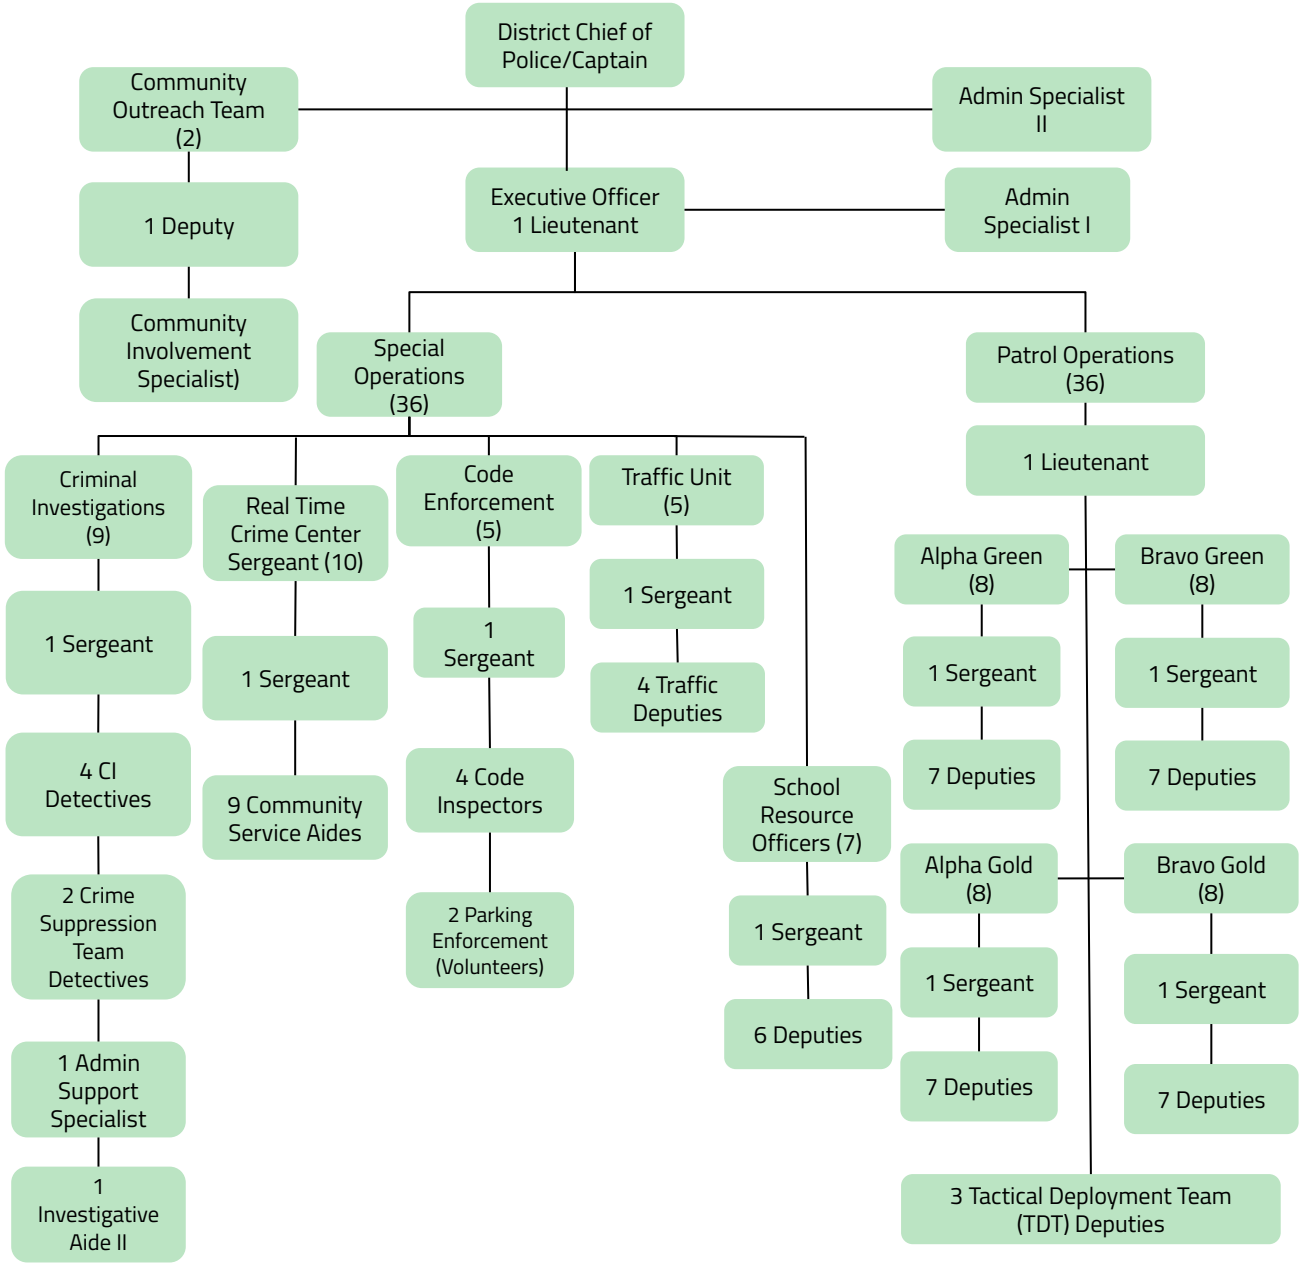 District Chief of
Police/Captain
Community
Outreach Team
(2)
Admin Specialist
II
1 Deputy
Executive Officer
1 Lieutenant
Admin
Specialist I
Community
Involvement
Specialist)
Special
Operations
(36)
Patrol Operations
(36)
1 Lieutenant
Criminal
Investigations
(9)
1 Sergeant
4 CI
Detectives
2 Crime
Suppression
Team
Detectives
1 Admin
Support
Specialist
1
Investigative
Aide II
Real Time
Crime Center
Sergeant (10)
1 Sergeant
9 Community
Service Aides
Code
Enforcement
(5)
1
Sergeant
4 Code
Inspectors
2 Parking
Enforcement
(Volunteers)
Traffic Unit
(5)
1 Sergeant
4 Traffic
Deputies
School
Resource
Officers (7)
1 Sergeant
6 Deputies
Alpha Green
(8)
1 Sergeant
7 Deputies
Bravo Green
(8)
1 Sergeant
7 Deputies
Alpha Gold
(8)
1 Sergeant
7 Deputies
Bravo Gold
(8)
1 Sergeant
7 Deputies
3 Tactical Deployment Team
(TDT) Deputies